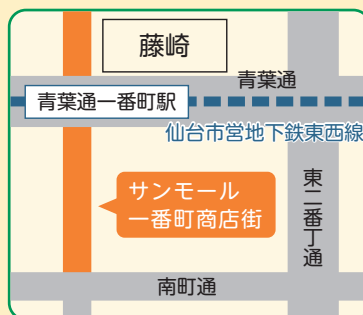 藤崎
青葉通
青葉通一番町駅
仙台市営地下鉄東西線
サンモール
一番町商店街
東二番丁通
南町通